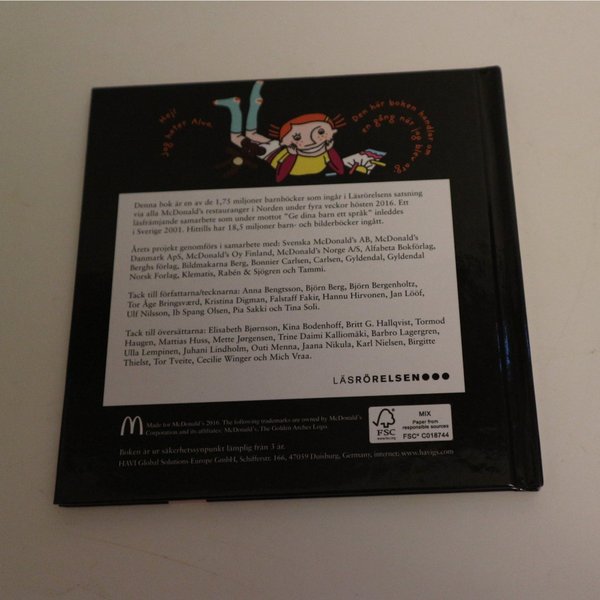 Hej!
Jag heter Alva.
Den här boken handlar om
en gång när jag blev arg.
Denna bok är en av de 1,75 miljoner barnböcker som ingår i Läsrörelsens satsning
via alla McDonald's restauranger i Norden under fyra veckor hösten 2016. Ett
läsfrämjande samarbete som under mottot "Ge dina barn ett språk" inleddes
i Sverige 2001. Hittills har 18,5 miljoner barn- och bilderböcker ingått.
Årets projekt genomförs i samarbete med: Svenska McDonald's AB, McDonald's
Danmark ApS, McDonald's Oy Finland, McDonald's Norge A/S, Alfabeta Bokförlag,
Berghs förlag, Bildmakarna Berg, Bonnier Carlsen, Carlsen, Gyldendal, Gyldendal
Norsk Forlag, Klematis, Rabén & Sjögren och Tammi.
Tack till författarna/tecknarna: Anna Bengtsson, Björn Berg, Björn Bergenholtz,
Tor Åge Bringsværd, Kristina Digman, Falstaff Fakir, Hannu Hirvonen, Jan Lööf,
Ulf Nilsson, Ib Spang Olsen, Pia Sakki och Tina Soli.
Tack till översättarna: Elisabeth Bjørnson, Kina Bodenhoff, Britt G. Hallqvist, Tormod
Haugen, Mattias Huss, Mette Jørgensen, Trine Daimi Kalliomäki, Barbro Lagergren,
Ulla Lempinen, Juhani Lindholm, Outi Menna, Jaana Nikula, Karl Nielsen, Birgitte
Thielst, Tor Tveite, Cecilie Winger och Mich Vraa.
LÄSRÖRELSEN
Made for McDonald's 2016. The following trademarks are owned by McDonald's
Corporation and its affiliates. McDonald's, The Golden Arches Logo.
FSC
www.fsc.org
MIX
Paper from
responsible sources
FSC® C018744
Boken är ur säkerhetssynpunkt lämplig från 3 år.
HAVI Global Solutions-Europe GmbH, Schifferstr. 166, 47059 Duisburg, Germany, internet: www.havigs.com